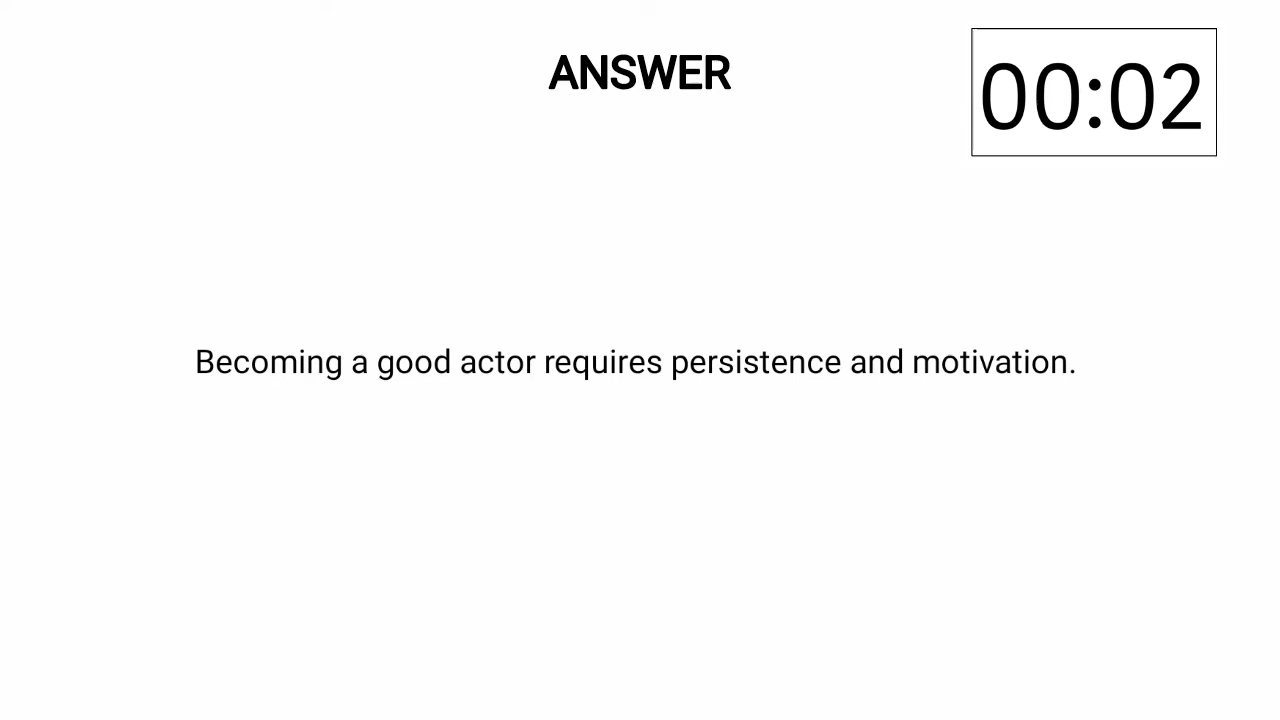 ANSWER
00:02
Becoming a good actor requires persistence and motivation.